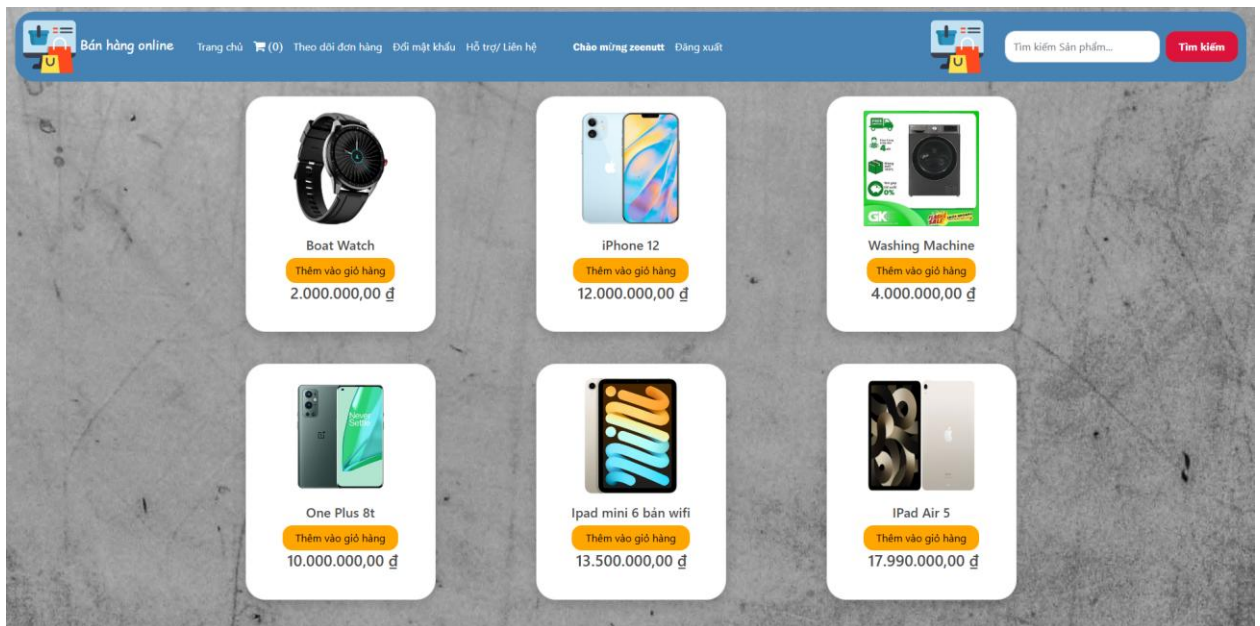 Bán hàng online Trang chủ (0) Theo dõi đơn hàng Đổi mật khẩu Hỗ trợ/ Liên hệ Chào mừng zeenutt Đăng xuất Tìm kiếm Sản phẩm... Tìm kiếm
Boat Watch
Thêm vào giỏ hàng
2.000.000,00 ₫
iPhone 12
Thêm vào giỏ hàng
12.000.000,00 ₫
GK
Washing Machine
Thêm vào giỏ hàng
4.000.000,00 ₫
Never
Settle
One Plus 8t
Thêm vào giỏ hàng
10.000.000,00 ₫
Ipad mini 6 bản wifi
Thêm vào giỏ hàng
13.500.000,00 ₫
IPad Air 5
Thêm vào giỏ hàng
17.990.000,00 ₫